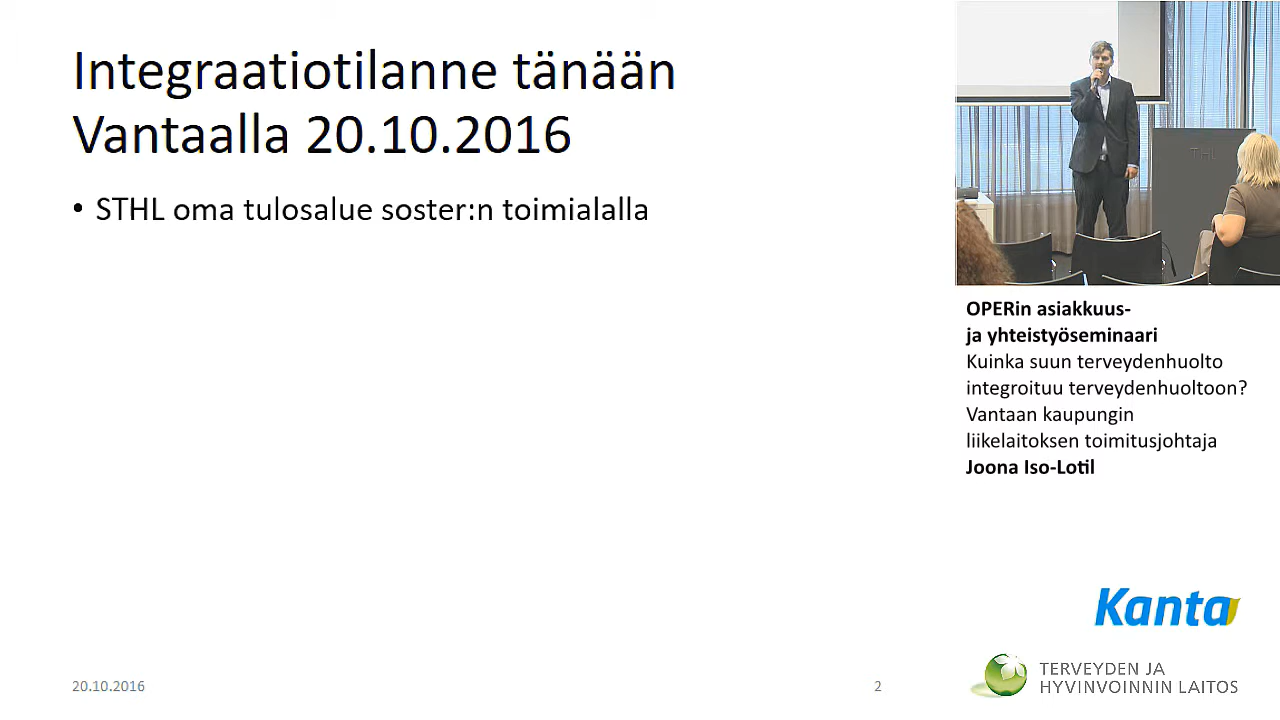 Integraatiotilanne tänään
Vantaalla 20.10.2016
• STHL oma tulosalue soster:n toimialalla
THL
OPERin asiakkuus-
ja yhteistyöseminaari
Kuinka suun terveydenhuolto
integroituu terveydenhuoltoon?
Vantaan kaupungin
liikelaitoksen toimitusjohtaja
Joona Iso-Lotil
Kanta
TERVEYDEN JA
HYVINVOINNIN LAITOS
20.10.2016
2